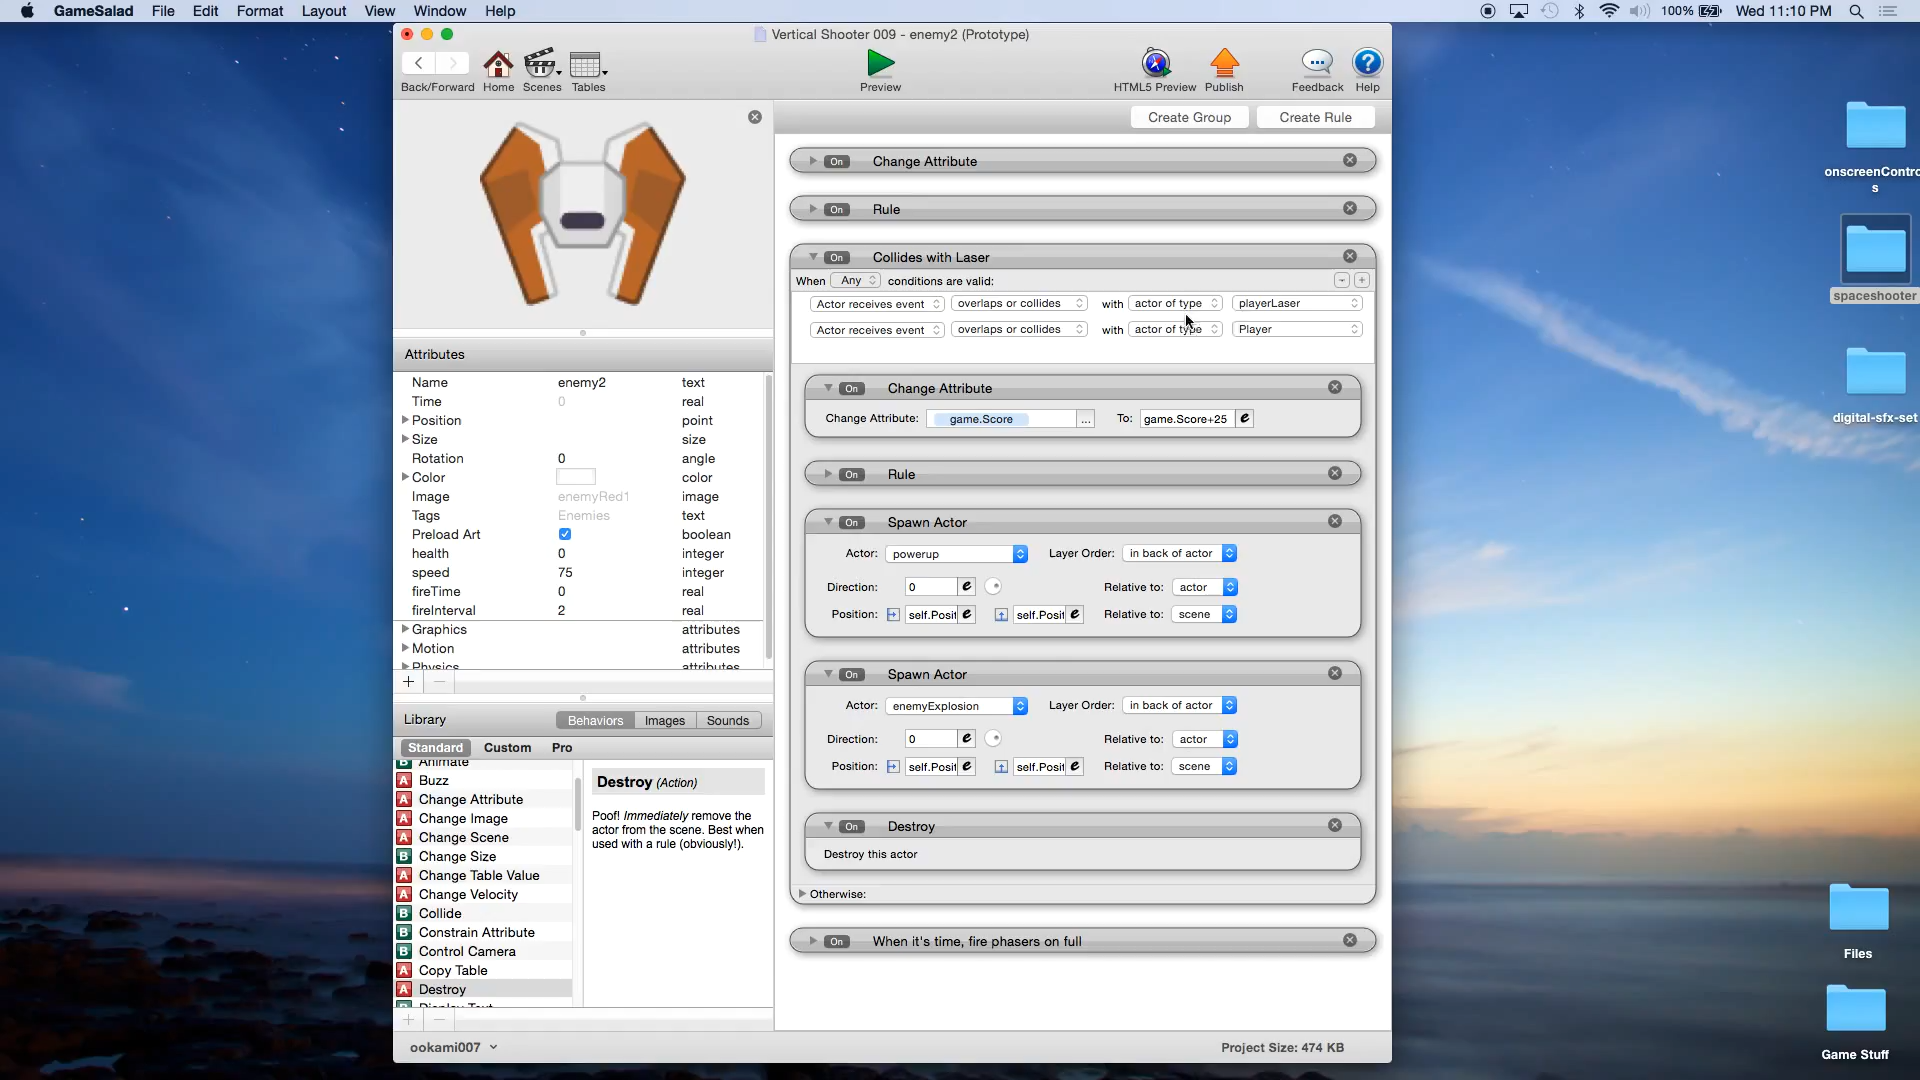 GameSalad File Edit Format Layout View Window Help 100% Wed 11:10 PM
Vertical Shooter 009 - enemy2 (Prototype)
Back/Forward Home Scenes Tables Preview HTML5 Preview Publish Feedback Help
Create Group Create Rule
On Change Attribute
On Rule
On Collides with Laser
When Any conditions are valid:
Actor receives event overlaps or collides with actor of type playerLaser
Actor receives event overlaps or collides with actor of type Player
On Change Attribute
Change Attribute: game.Score ... To: game.Score+25 e
On Rule
On Spawn Actor
Actor: powerup Layer Order: in back of actor
Direction: 0 e Relative to: actor
Position: self.Posit e self.Posit e Relative to: scene
On Spawn Actor
Actor: enemyExplosion Layer Order: in back of actor
Direction: 0 e Relative to: actor
Position: self.Posit e self.Posit e Relative to: scene
On Destroy
Destroy this actor
Otherwise:
On When it's time, fire phasers on full
Attributes
Name enemy2 text
Time 0 real
Position point
Size size
Rotation 0 angle
Color color
Image enemyRed1 image
Tags Enemies text
Preload Art boolean
health 0 integer
speed 75 integer
fireTime 0 real
fireInterval 2 real
Graphics attributes
Motion attributes
Physics attributes
Library Behaviors Images Sounds
Standard Custom Pro
B Animate
A Buzz
A Change Attribute
A Change Image
A Change Scene
B Change Size
A Change Table Value
A Change Velocity
B Collide
B Constrain Attribute
B Control Camera
A Copy Table
A Destroy
B Display Text
Destroy (Action)
Poof! Immediately remove the
actor from the scene. Best when
used with a rule (obviously!).
ookami007
Project Size: 474 KB
onscreenContro
s
spaceshooter
digital-sfx-set
Files
Game Stuff